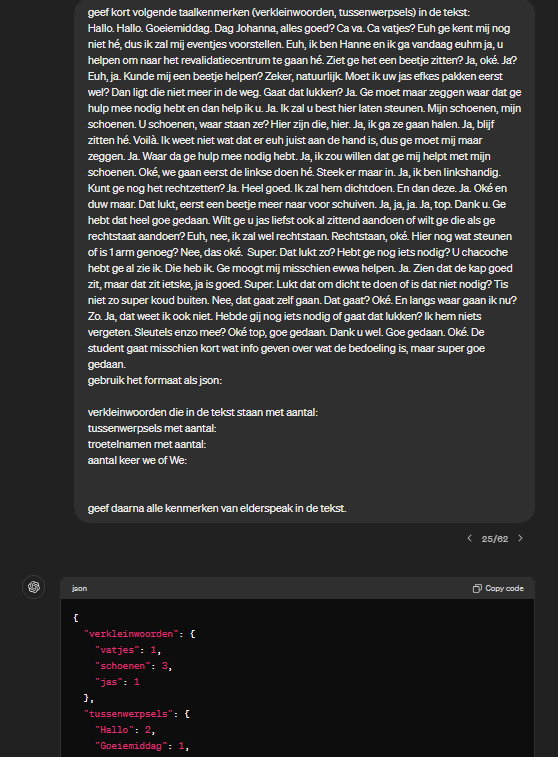 geef kort volgende taalkenmerken (verkleinwoorden, tussenwerpsels) in de tekst:
Hallo. Hallo. Goeiemiddag. Dag Johanna, alles goed? Ca va. Ca vatjes? Euh ge kent mij nog
niet hé, dus ik zal mij eventjes voorstellen. Euh, ik ben Hanne en ik ga vandaag euhm ja, u
helpen om naar het revalidatiecentrum te gaan hé. Ziet ge het een beetje zitten? Ja, oké. Ja?
Euh, ja. Kunde mij een beetje helpen? Zeker, natuurlijk. Moet ik uw jas efkes pakken eerst
wel? Dan ligt die niet meer in de weg. Gaat dat lukken? Ja. Ge moet maar zeggen waar dat ge
hulp mee nodig hebt en dan help ik u. Ja. Ik zal u best hier laten steunen. Mijn schoenen, mijn
schoenen. U schoenen, waar staan ze? Hier zijn die, hier. Ja, ik ga ze gaan halen. Ja, blijf
zitten hé. Voilà. Ik weet niet wat dat er euh juist aan de hand is, dus ge moet mij maar
zeggen. Ja. Waar da ge hulp mee nodig hebt. Ja, ik zou willen dat ge mij helpt met mijn
schoenen. Oké, we gaan eerst de linkse doen hé. Steek er maar in. Ja, ik ben linkshandig.
Kunt ge nog het rechtzetten? Ja. Heel goed. Ik zal hem dichtdoen. En dan deze. Ja. Oké en
duw maar. Dat lukt, eerst een beetje meer naar voor schuiven. Ja, ja, ja. Ja, top. Dank u. Ge
hebt dat heel goe gedaan. Wilt ge u jas liefst ook al zittend aandoen of wilt ge die als ge
rechtstaat aandoen? Euh, nee, ik zal wel rechtstaan. Rechtstaan, oké. Hier nog wat steunen
of is 1 arm genoeg? Nee, das oké.  Super. Dat lukt zo? Hebt ge nog iets nodig? U chacoche
hebt ge al zie ik. Die heb ik. Ge moogt mij misschien ewwa helpen. Ja. Zien dat de kap goed
zit, maar dat zit ietske, ja is goed. Super. Lukt dat om dicht te doen of is dat niet nodig? Tis
niet zo super koud buiten. Nee, dat gaat zelf gaan. Dat gaat? Oké. En langs waar gaan ik nu?
Zo. Ja, dat weet ik ook niet. Hebde gij nog iets nodig of gaat dat lukken? Ik hem niets
vergeten. Sleutels enzo mee? Oké top, goe gedaan. Dank u wel. Goe gedaan. Oké. De
student gaat misschien kort wat info geven over wat de bedoeling is, maar super goe
gedaan.
gebruik het formaat als json:
verkleinwoorden die in de tekst staan met aantal:
tussenwerpsels met aantal:
troetelnamen met aantal:
aantal keer we of We:
geef daarna alle kenmerken van elderspeak in de tekst.
25/62
json
Copy code
{
"verkleinwoorden": {
"vatjes": 1,
"schoenen": 3,
"jas": 1
},
"tussenwerpsels": {
"Hallo": 2,
"Goeiemiddag": 1,